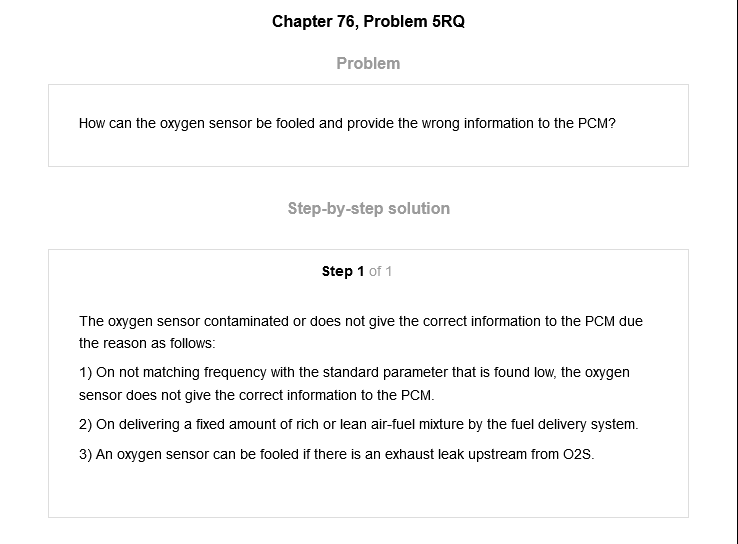 Chapter 76, Problem 5RQ
Problem
How can the oxygen sensor be fooled and provide the wrong information to the PCM?
Step-by-step solution
Step 1 of 1
The oxygen sensor contaminated or does not give the correct information to the PCM due
the reason as follows:
1) On not matching frequency with the standard parameter that is found low, the oxygen
sensor does not give the correct information to the PCM.
2) On delivering a fixed amount of rich or lean air-fuel mixture by the fuel delivery system.
3) An oxygen sensor can be fooled if there is an exhaust leak upstream from O2S.